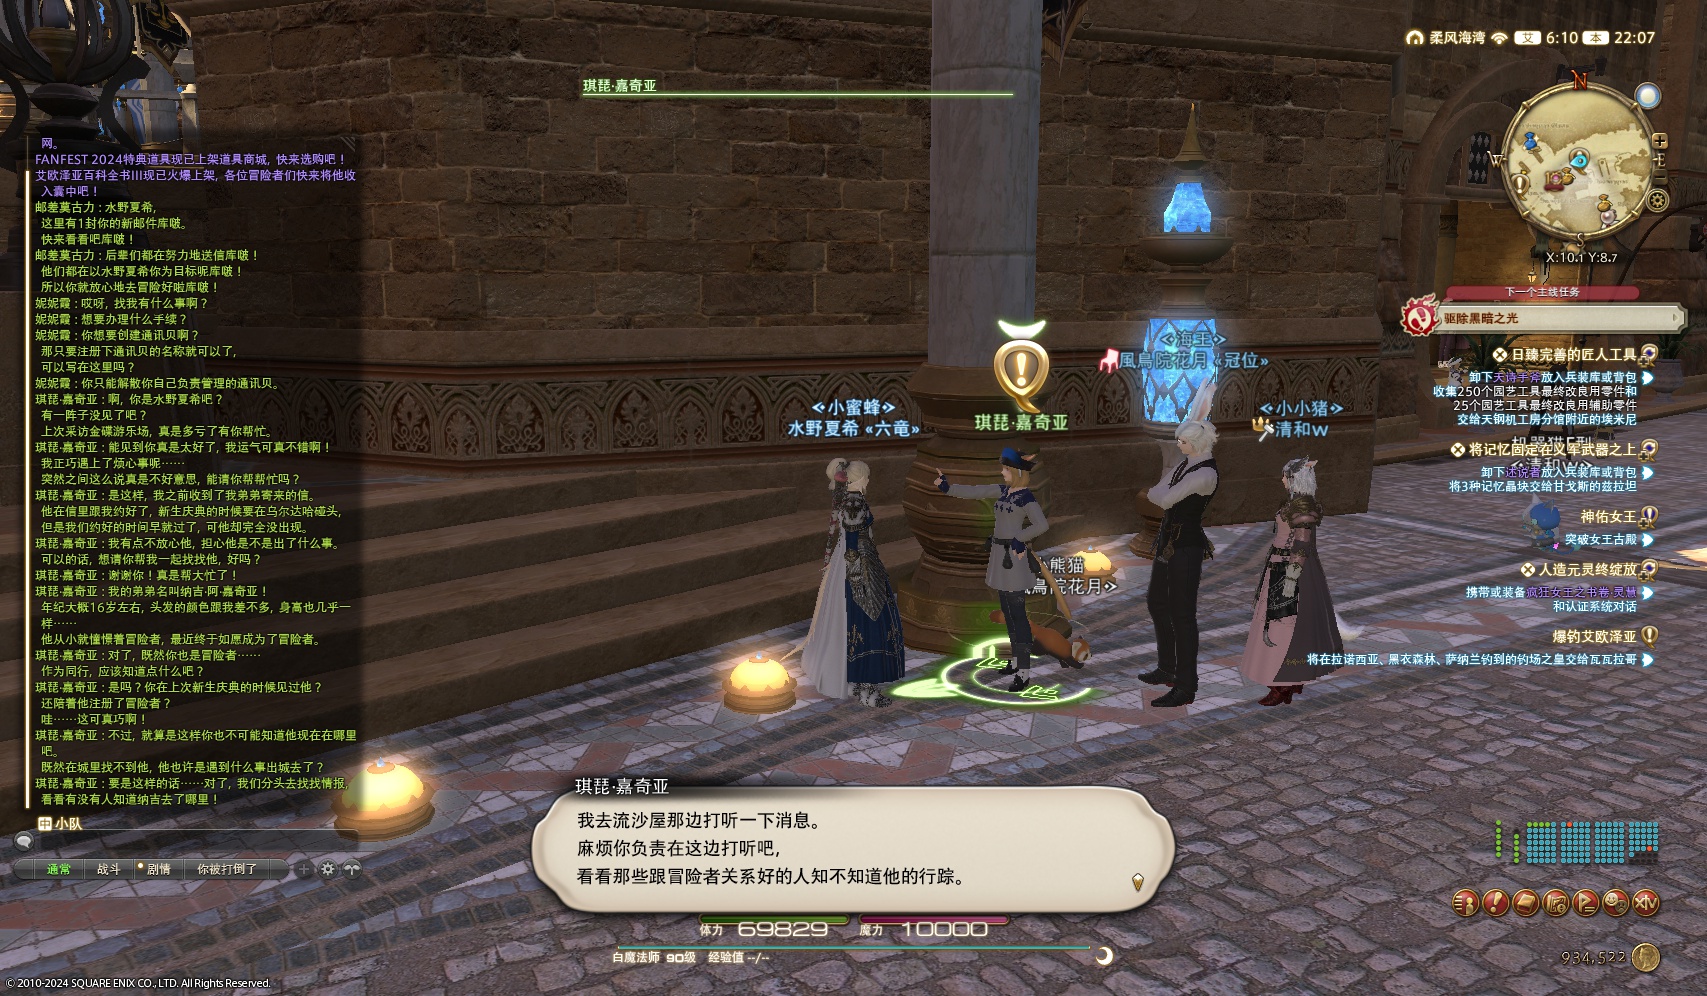 柔风海湾 艾 6:10 本 22:07
琪琵·嘉奇亚
N
W
E
S
X:10.1 Y:8.7
网。
FANFEST 2024特典道具现已上架道具商城，快来选购吧！
艾欧泽亚百科全书III现已火爆上架，各位冒险者们快来将他收
入囊中吧！
邮差莫古力：水野夏希，
这里有1封你的新邮件库啵。
快来看看吧库啵！
邮差莫古力：后辈们都在努力地送信库啵！
他们都在以水野夏希你为目标呢库啵！
所以你就放心地去冒险好啦库啵！
妮妮霞：哎呀，找我有什么事啊？
妮妮霞：想要办理什么手续？
妮妮霞：你想要创建通讯贝啊？
那只要注册下通讯贝的名称就可以了，
可以写在这里吗？
妮妮霞：你只能解散你自己负责管理的通讯贝。
琪琵·嘉奇亚：啊，你是水野夏希吧？
有一阵子没见了吧？
上次采访金碟游乐场，真是多亏了有你帮忙。
琪琵·嘉奇亚：能见到你真是太好了，我运气可真不错啊！
我正巧遇上了烦心事呢……
突然之间这么说真是不好意思，能请你帮帮忙吗？
琪琵·嘉奇亚：是这样，我之前收到了我弟弟寄来的信。
他在信里跟我约好了，新生庆典的时候要在乌尔达哈碰头，
但是我们约好的时间早就过了，可他却完全没出现。
琪琵·嘉奇亚：我有点不放心他，担心他是不是出了什么事。
可以的话，想请你帮我一起找找他，好吗？
琪琵·嘉奇亚：谢谢你！真是帮大忙了！
琪琵·嘉奇亚：我的弟弟名叫纳吉·阿·嘉奇亚！
年纪大概16岁左右，头发的颜色跟我差不多，身高也几乎一
样……
他从小就憧憬着冒险者，最近终于如愿成为了冒险者。
琪琵·嘉奇亚：对了，既然你也是冒险者……
作为同行，应该知道点什么吧？
琪琵·嘉奇亚：是吗？你在上次新生庆典的时候见过他？
还陪着他注册了冒险者？
哇……这可真巧啊！
琪琵·嘉奇亚：不过，就算是这样你也不可能知道他现在在哪里
吧。
既然在城里找不到他，他也许是遇到什么事出城去了？
琪琵·嘉奇亚：要是这样的话……对了，我们分头去找找情报，
看看有没有人知道纳吉去了哪里！
小队
通常 战斗 剧情 你被打倒了
下一个主线任务
驱除黑暗之光
日臻完善的匠人工具
卸下天诗手斧放入兵装库或背包
收集250个园艺工具最终改良用零件和
25个园艺工具最终改良用辅助零件
交给天钢机工房分馆附近的埃米尼
将记忆固定在义军武器之上
卸下述说者放入兵装库或背包
将3种记忆晶块交给甘戈斯的兹拉坦
神佑女王
突破女王古殿
人造元灵终绽放
携带或装备疯狂女王之书卷·灵慧
和认证系统对话
爆钓艾欧泽亚
将在拉诺西亚、黑衣森林、萨纳兰钓到的钓场之皇交给瓦瓦拉哥
<海王>
風鳥院花月 «冠位»
<小蜜蜂>
水野夏希 «六竜»
琪琵·嘉奇亚
<小小猪>
清和w
小熊猫
鳥院花月>
琪琵·嘉奇亚
我去流沙屋那边打听一下消息。
麻烦你负责在这边打听吧，
看看那些跟冒险者关系好的人知不知道他的行踪。
体力 69829 魔力 10000
白魔法师 90级 经验值 --/--
XIV
934,522
© 2010-2024 SQUARE ENIX CO., LTD. All Rights Reserved.